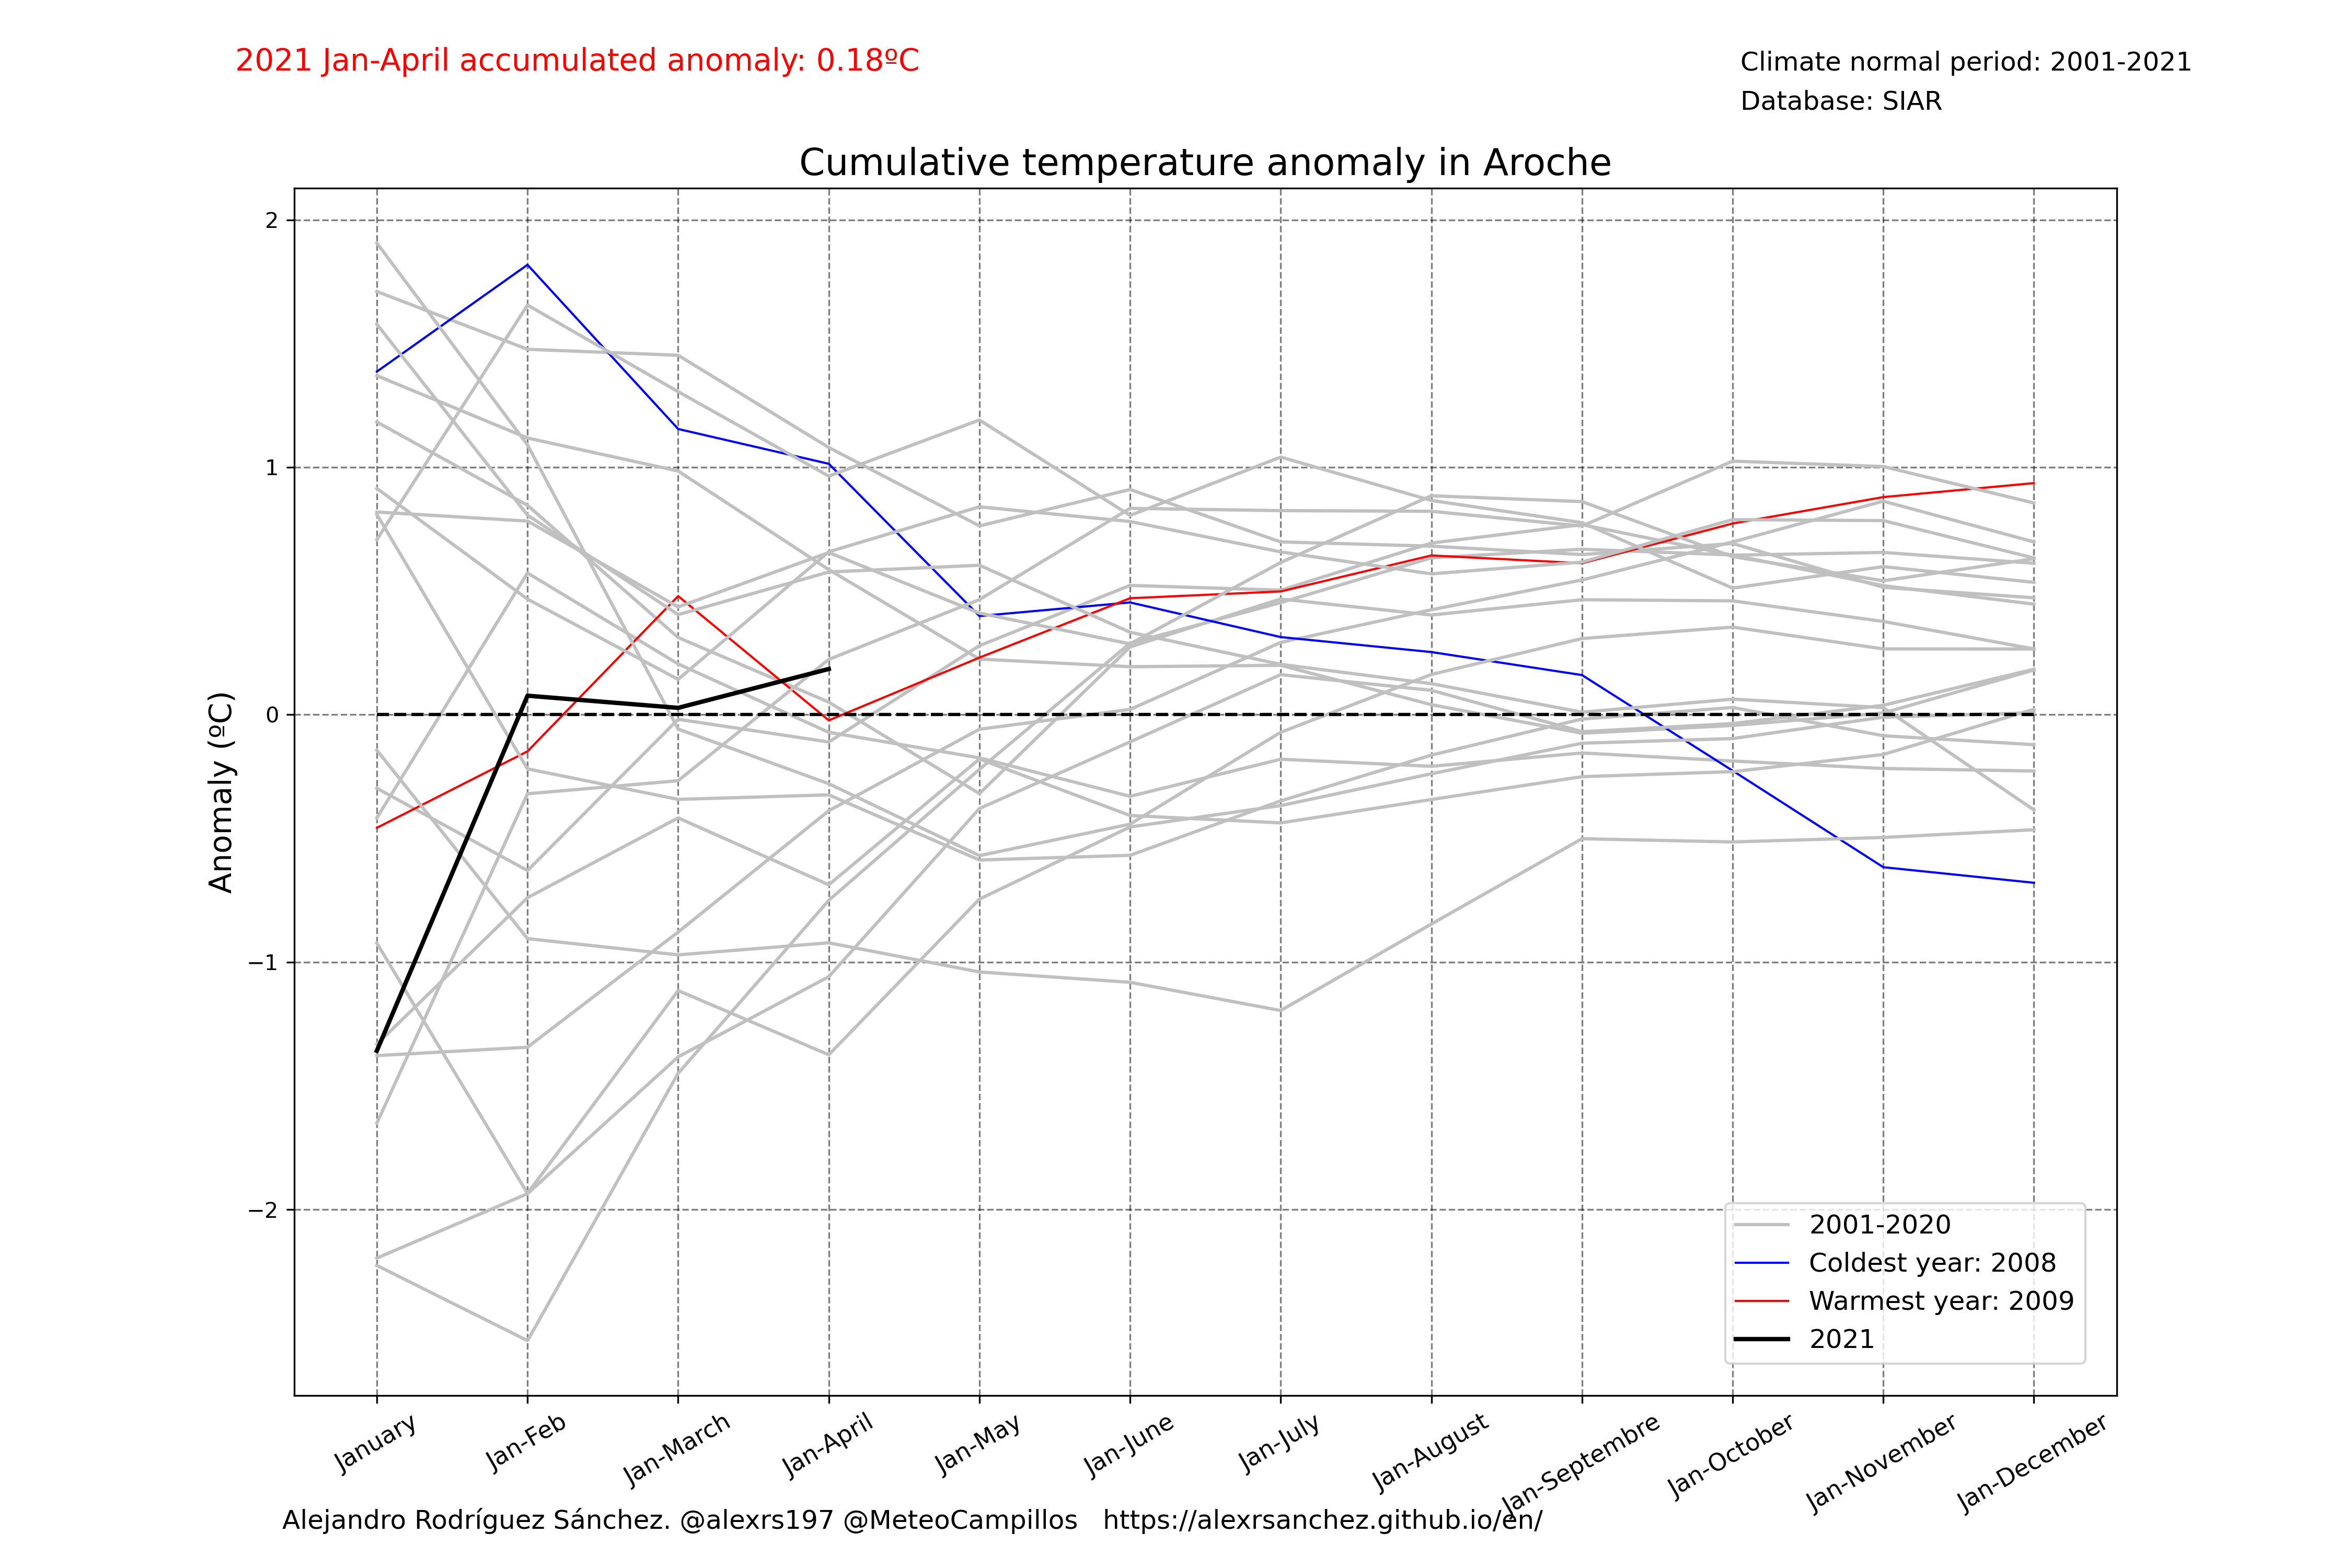 2021 Jan-April accumulated anomaly: 0.18ºC
Climate normal period: 2001-2021
Database: SIAR
Cumulative temperature anomaly in Aroche
Anomaly (ºC)
2
1
0
−1
−2
2001-2020
Coldest year: 2008
Warmest year: 2009
2021
January
Jan-Feb
Jan-March
Jan-April
Jan-May
Jan-June
Jan-July
Jan-August
Jan-Septembre
Jan-October
Jan-November
Jan-December
Alejandro Rodríguez Sánchez. @alexrs197 @MeteoCampillos https://alexrsanchez.github.io/en/